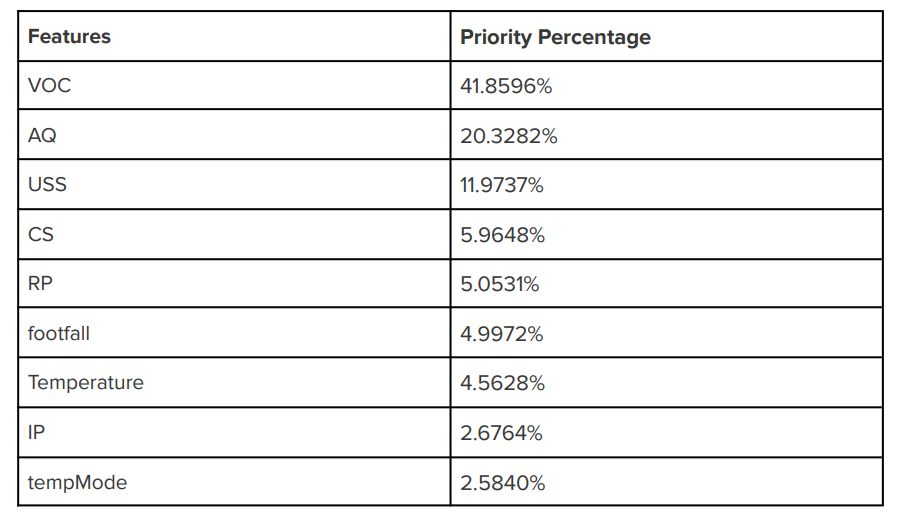 Features Priority Percentage
VOC 41.8596%
AQ 20.3282%
USS 11.9737%
CS 5.9648%
RP 5.0531%
footfall 4.9972%
Temperature 4.5628%
IP 2.6764%
tempMode 2.5840%